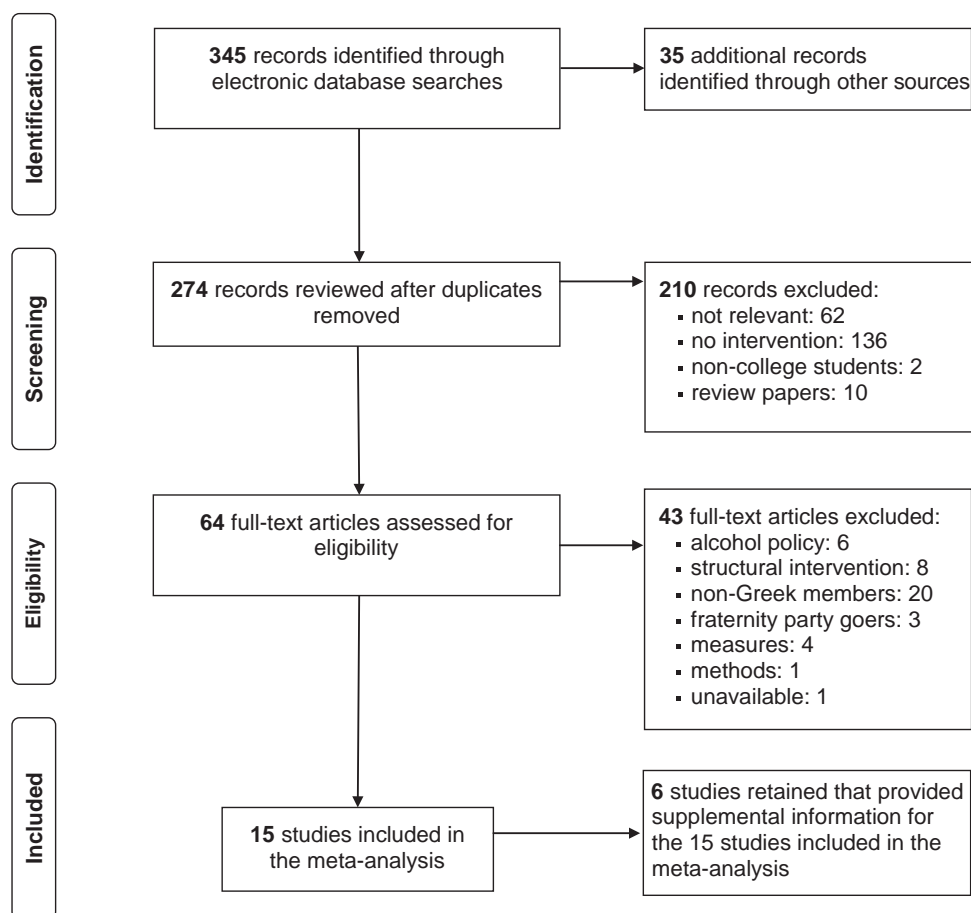 Identification
345 records identified through
electronic database searches
35 additional records
identified through other sources
Screening
274 records reviewed after duplicates
removed
210 records excluded:
▪ not relevant: 62
▪ no intervention: 136
▪ non-college students: 2
▪ review papers: 10
Eligibility
64 full-text articles assessed for
eligibility
43 full-text articles excluded:
▪ alcohol policy: 6
▪ structural intervention: 8
▪ non-Greek members: 20
▪ fraternity party goers: 3
▪ measures: 4
▪ methods: 1
▪ unavailable: 1
Included
15 studies included in
the meta-analysis
6 studies retained that provided
supplemental information for
the 15 studies included in the
meta-analysis